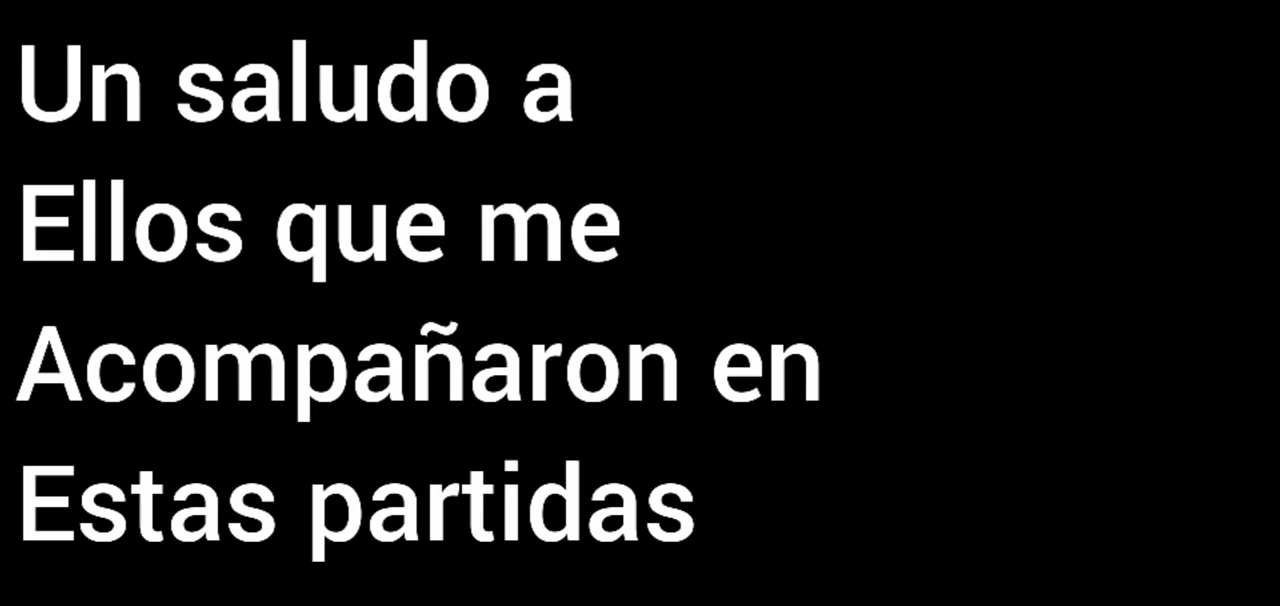 Un saludo a
Ellos que me
Acompañaron en
Estas partidas